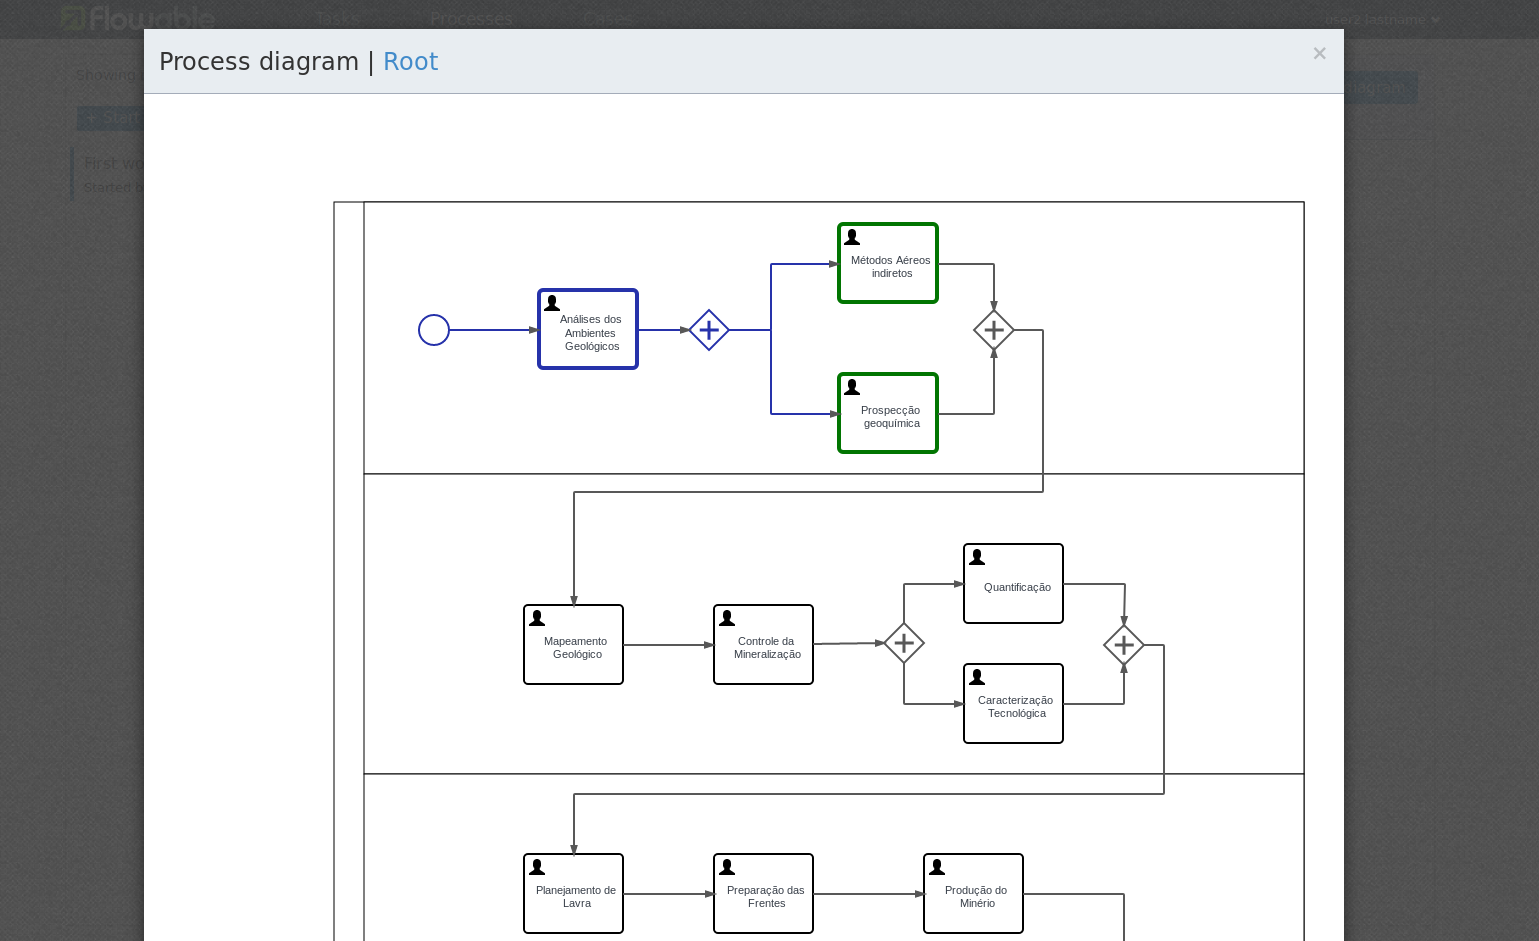 flowable
Tasks
Processes
Cases
user2 lastname
Process diagram | Root
×
Showing
+ Start
First wo
Started b
Métodos Aéreos
indiretos
Análises dos
Ambientes
Geológicos
Prospecção
geoquímica
Quantificação
Mapeamento
Geológico
Controle da
Mineralização
Caracterização
Tecnológica
Planejamento de
Lavra
Preparação das
Frentes
Produção do
Minério